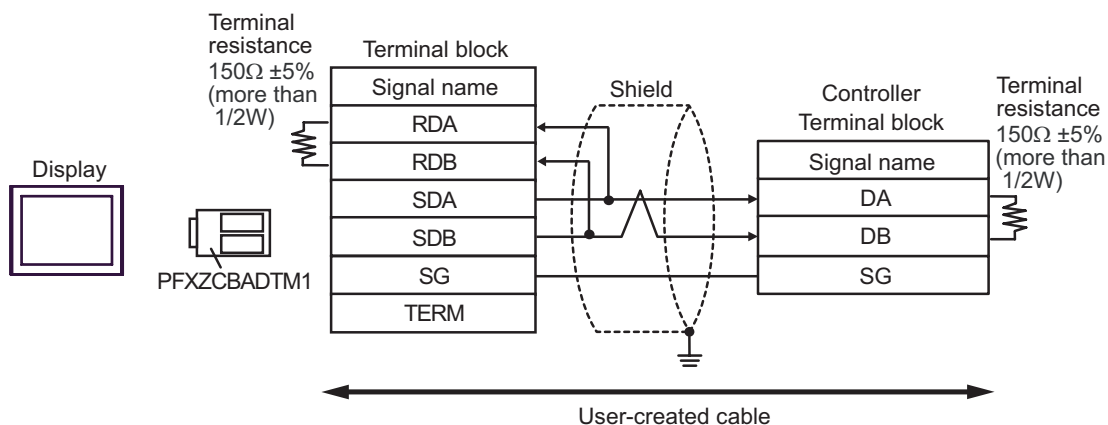 Terminal
resistance
150Ω ±5%
(more than
1/2W)
Display
PFXZCBADTM1
Terminal block
Signal name
RDA
RDB
SDA
SDB
SG
TERM
Shield
Controller
Terminal block
Signal name
DA
DB
SG
Terminal
resistance
150Ω ±5%
(more than
1/2W)
User-created cable